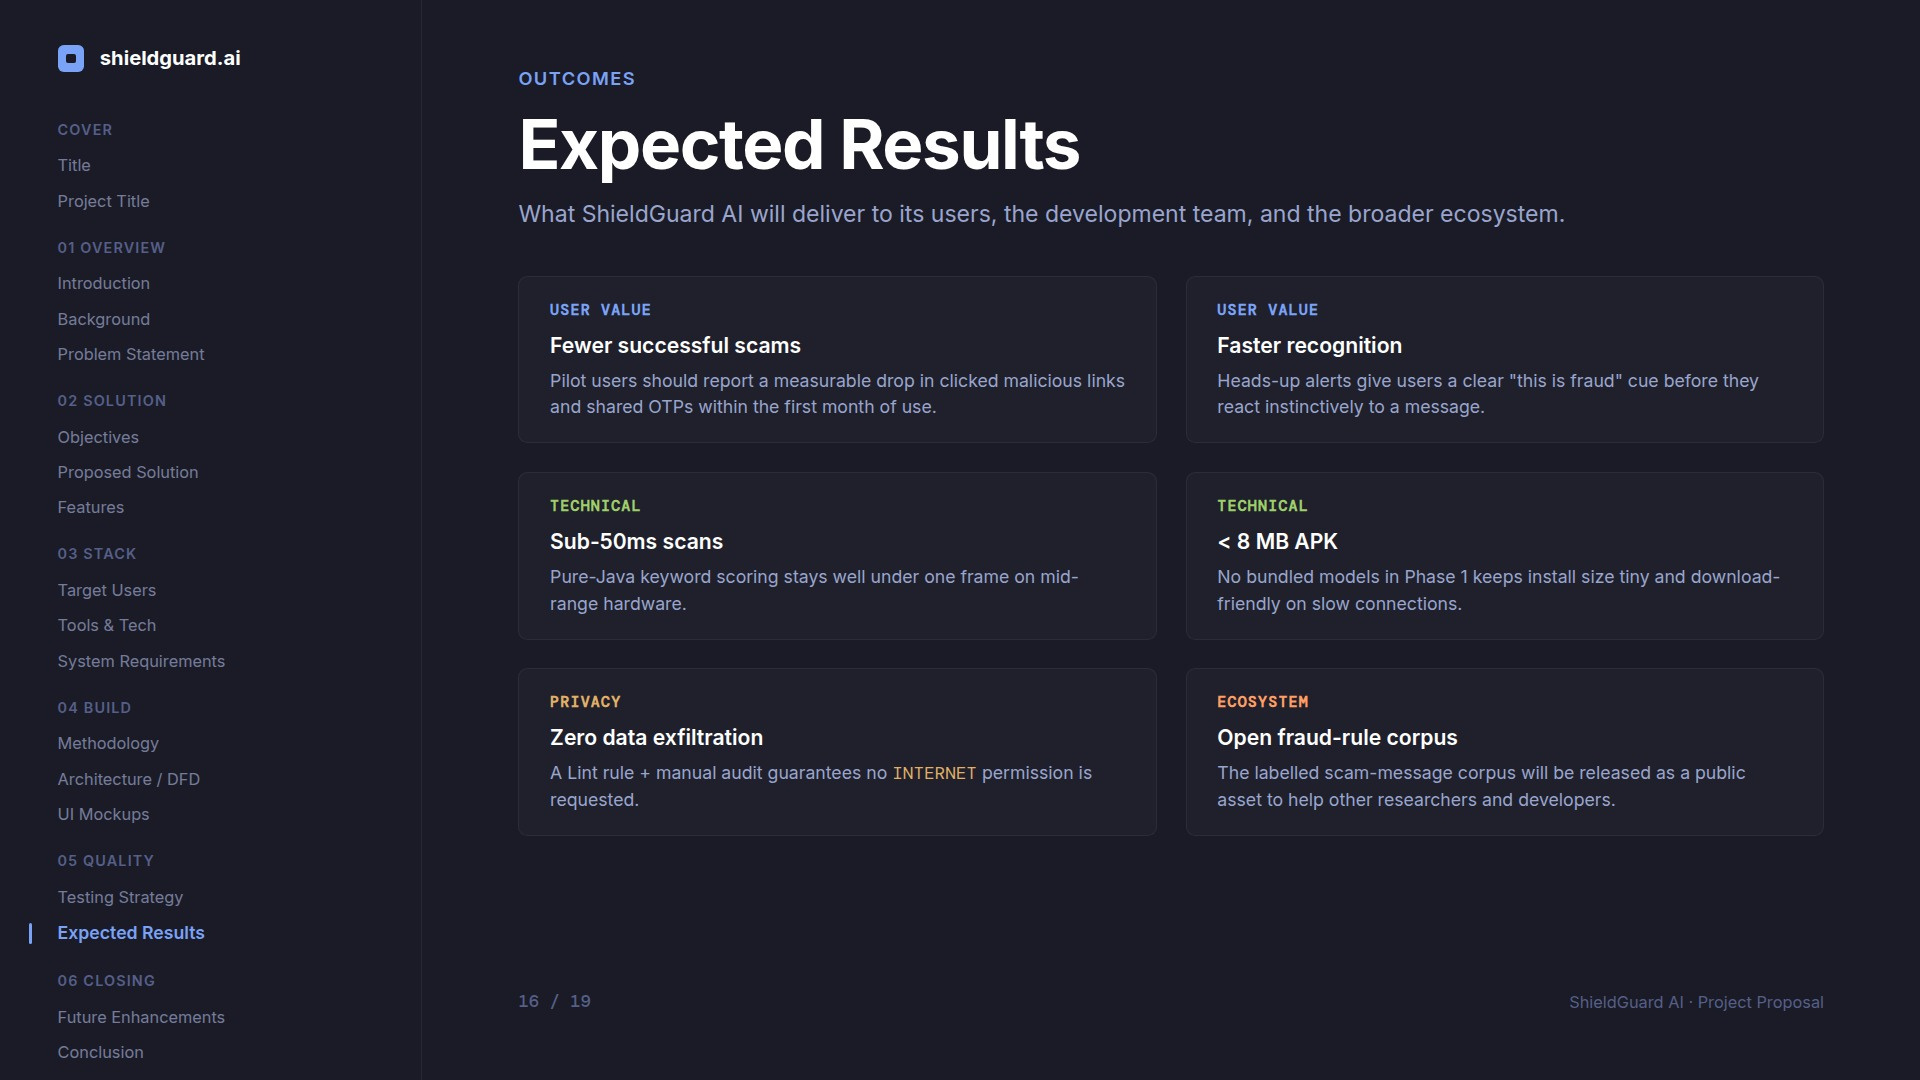 shieldguard.ai
COVER
Title
Project Title
01 OVERVIEW
Introduction
Background
Problem Statement
02 SOLUTION
Objectives
Proposed Solution
Features
03 STACK
Target Users
Tools & Tech
System Requirements
04 BUILD
Methodology
Architecture / DFD
UI Mockups
05 QUALITY
Testing Strategy
Expected Results
06 CLOSING
Future Enhancements
Conclusion
OUTCOMES
Expected Results
What ShieldGuard AI will deliver to its users, the development team, and the broader ecosystem.
USER VALUE
Fewer successful scams
Pilot users should report a measurable drop in clicked malicious links
and shared OTPs within the first month of use.
USER VALUE
Faster recognition
Heads-up alerts give users a clear "this is fraud" cue before they
react instinctively to a message.
TECHNICAL
Sub-50ms scans
Pure-Java keyword scoring stays well under one frame on mid-
range hardware.
TECHNICAL
< 8 MB APK
No bundled models in Phase 1 keeps install size tiny and download-
friendly on slow connections.
PRIVACY
Zero data exfiltration
A Lint rule + manual audit guarantees no INTERNET permission is
requested.
ECOSYSTEM
Open fraud-rule corpus
The labelled scam-message corpus will be released as a public
asset to help other researchers and developers.
16 / 19
ShieldGuard AI · Project Proposal